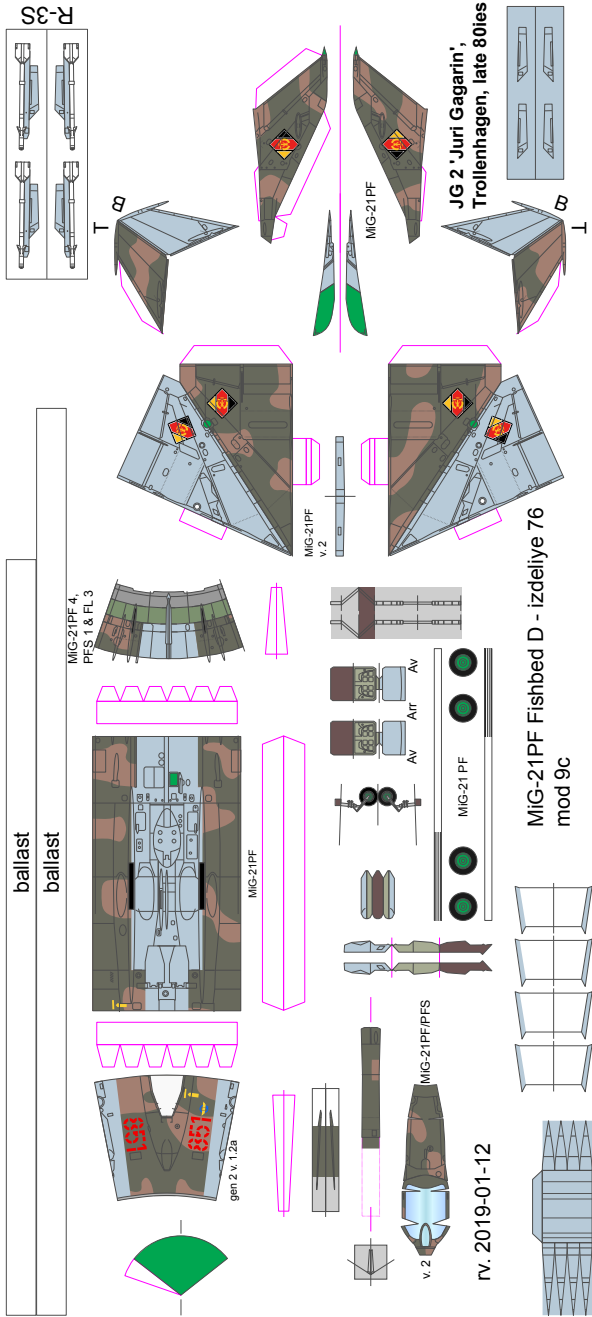 R-3S
JG 2 'Juri Gagarin',
Trollenhagen, late 80ies
B
T
B
T
MiG-21PF
MiG-21PF
v. 2
ballast
ballast
MiG-21PF 4,
PFS 1 & FL 3
MiG-21PF
Av
Arr
Av
MiG-21 PF
MiG-21PF Fishbed D - izdeliye 76
mod 9c
gen 2 v. 1.2a
MiG-21PF/PFS
v. 2
rv. 2019-01-12